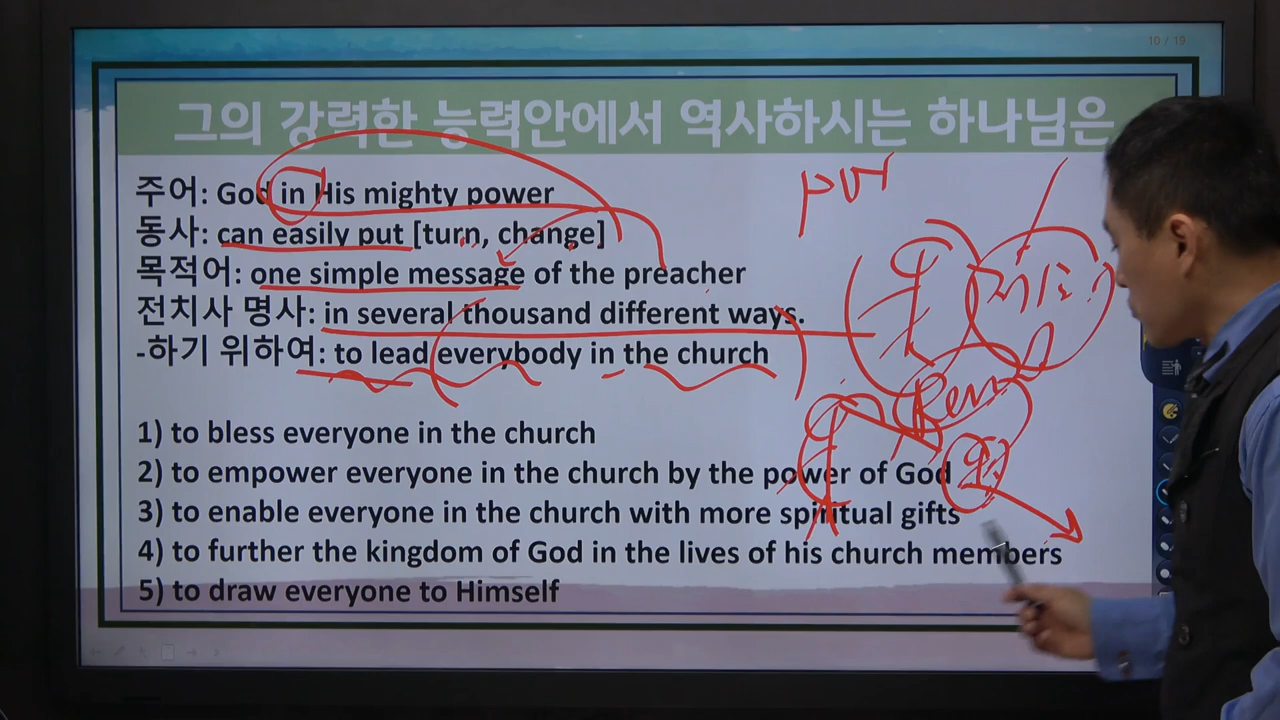 10 / 19
그의 강력한 능력안에서 역사하시는 하나님은
주어: God in His mighty power
동사: can easily put [turn, change]
목적어: one simple message of the preacher
전치사 명사: in several thousand different ways.
-하기 위하여: to lead everybody in the church
1) to bless everyone in the church
2) to empower everyone in the church by the power of God
3) to enable everyone in the church with more spiritual gifts
4) to further the kingdom of God in the lives of his church members
5) to draw everyone to Himself